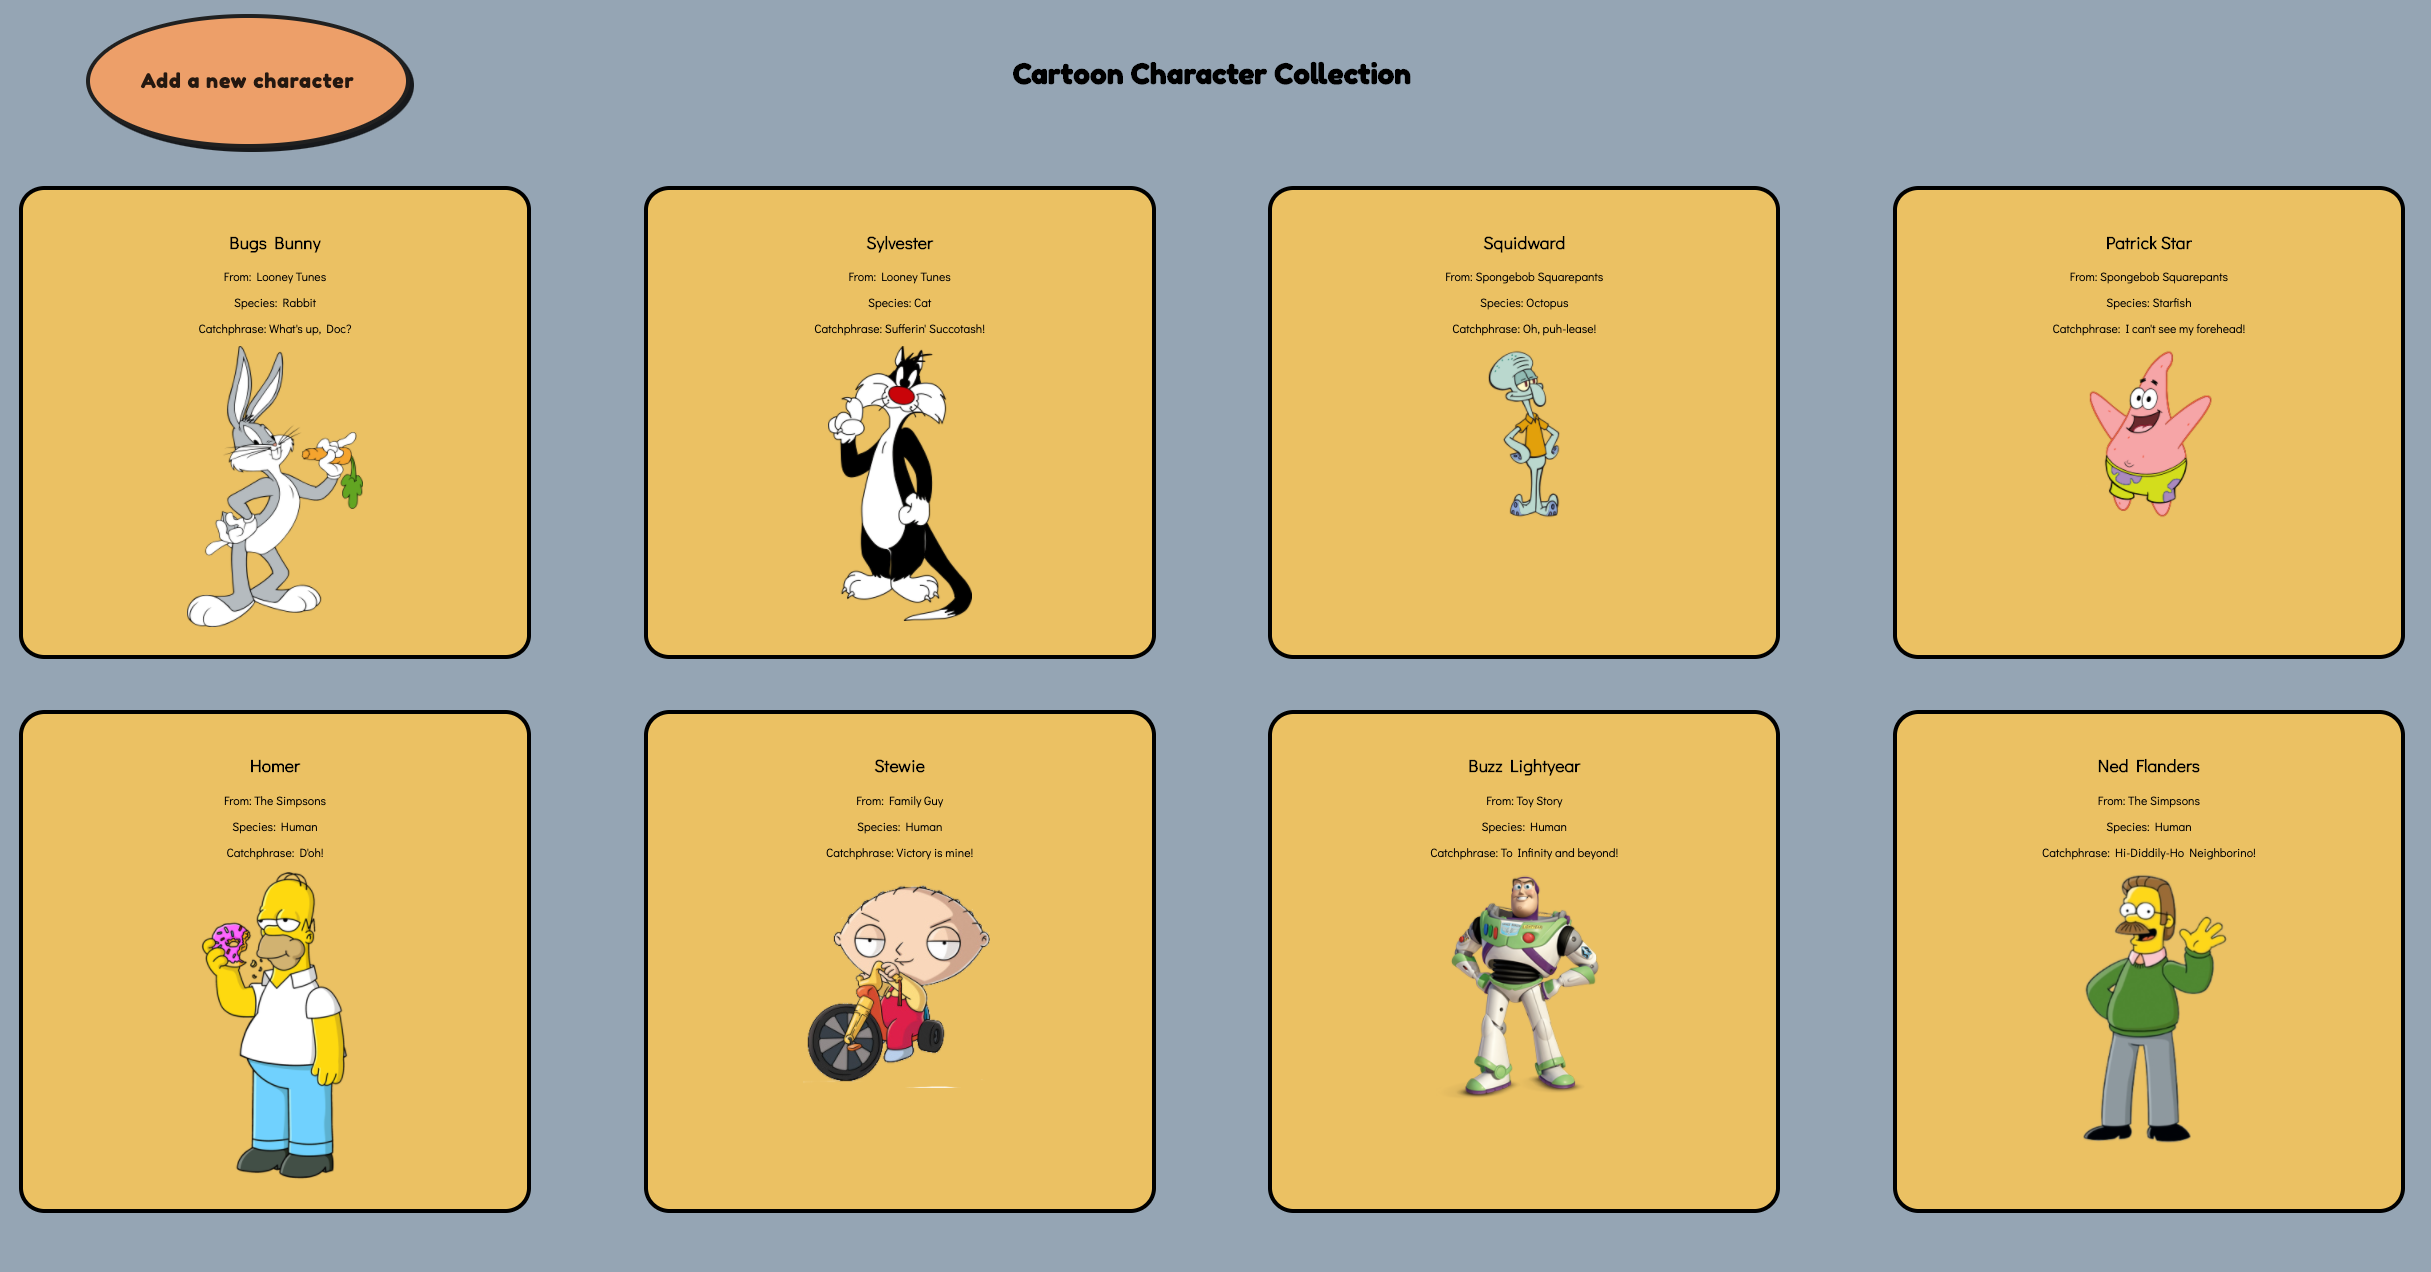 Add a new character
Cartoon Character Collection
Bugs Bunny
From: Looney Tunes
Species: Rabbit
Catchphrase: What's up, Doc?
Sylvester
From: Looney Tunes
Species: Cat
Catchphrase: Sufferin' Succotash!
Squidward
From: Spongebob Squarepants
Species: Octopus
Catchphrase: Oh, puh-lease!
Patrick Star
From: Spongebob Squarepants
Species: Starfish
Catchphrase: I can't see my forehead!
Homer
From: The Simpsons
Species: Human
Catchphrase: D'oh!
Stewie
From: Family Guy
Species: Human
Catchphrase: Victory is mine!
Buzz Lightyear
From: Toy Story
Species: Human
Catchphrase: To Infinity and beyond!
Ned Flanders
From: The Simpsons
Species: Human
Catchphrase: Hi-Diddily-Ho Neighborino!